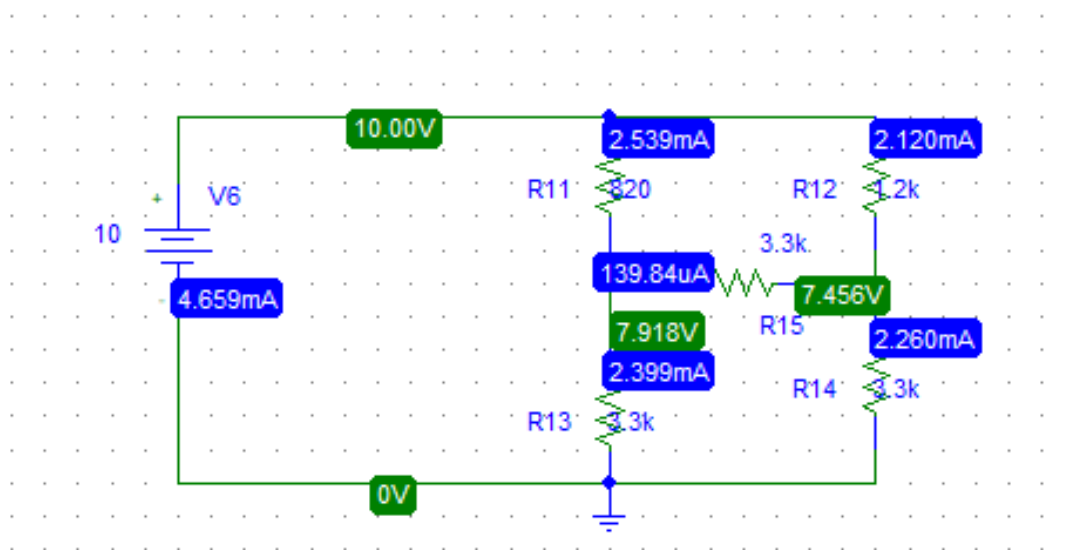 10.00V
2.539mA
2.120mA
+
V6
R11
820
R12
1.2k
10
3.3k
139.84uA
7.456V
-
4.659mA
7.918V
R15
2.260mA
2.399mA
R14
3.3k
R13
3.3k
0V